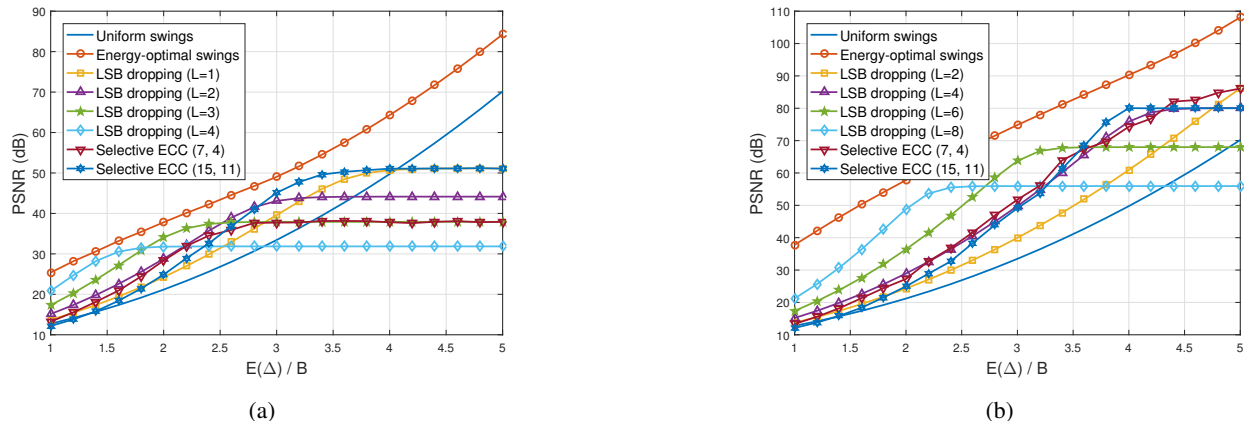 90
80
70
60
50
40
30
20
10
PSNR (dB)
Uniform swings
Energy-optimal swings
LSB dropping (L=1)
LSB dropping (L=2)
LSB dropping (L=3)
LSB dropping (L=4)
Selective ECC (7, 4)
Selective ECC (15, 11)
1 1.5 2 2.5 3 3.5 4 4.5 5
E(Δ) / B
(a)
110
100
90
80
70
60
50
40
30
20
10
PSNR (dB)
Uniform swings
Energy-optimal swings
LSB dropping (L=2)
LSB dropping (L=4)
LSB dropping (L=6)
LSB dropping (L=8)
Selective ECC (7, 4)
Selective ECC (15, 11)
1 1.5 2 2.5 3 3.5 4 4.5 5
E(Δ) / B
(b)